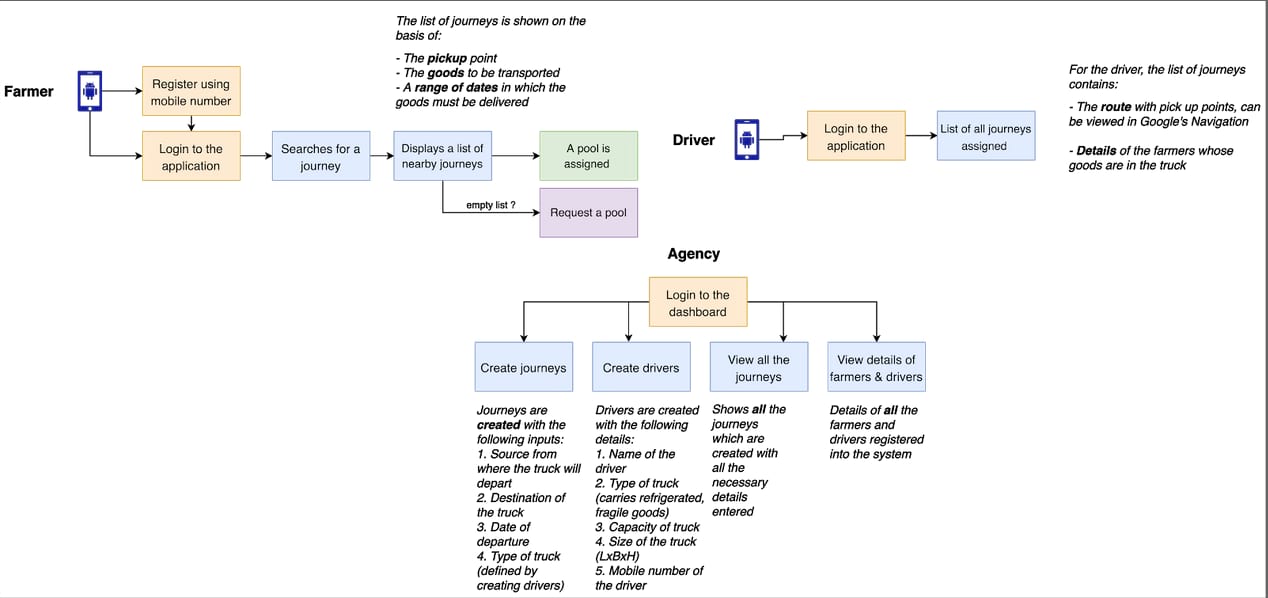 The list of journeys is shown on the
basis of:
- The pickup point
- The goods to be transported
- A range of dates in which the
goods must be delivered
Farmer
Register using
mobile number
Login to the
application
Searches for a
journey
Displays a list of
nearby journeys
A pool is
assigned
empty list ?
Request a pool
Driver
Login to the
application
List of all journeys
assigned
For the driver, the list of journeys
contains:
- The route with pick up points, can
be viewed in Google's Navigation
- Details of the farmers whose
goods are in the truck
Agency
Login to the
dashboard
Create journeys
Create drivers
View all the
journeys
View details of
farmers & drivers
Journeys are
created with the
following inputs:
1. Source from
where the truck will
depart
2. Destination of
the truck
3. Date of
departure
4. Type of truck
(defined by
creating drivers)
Drivers are created
with the following
details:
1. Name of the
driver
2. Type of truck
(carries refrigerated,
fragile goods)
3. Capacity of truck
4. Size of the truck
(LxBxH)
5. Mobile number of
the driver
Shows all the
journeys
which are
created with
all the
necessary
details
entered
Details of all the
farmers and
drivers registered
into the system